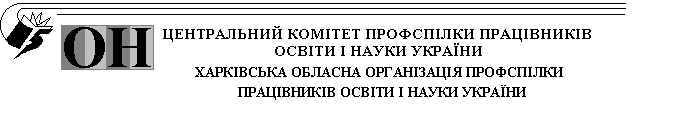 ОН
ЦЕНТРАЛЬНИЙ КОМІТЕТ ПРОФСПІЛКИ ПРАЦІВНИКІВ
ОСВІТИ І НАУКИ УКРАЇНИ
ХАРКІВСЬКА ОБЛАСНА ОРГАНІЗАЦІЯ ПРОФСПІЛКИ
ПРАЦІВНИКІВ ОСВІТИ І НАУКИ УКРАЇНИ